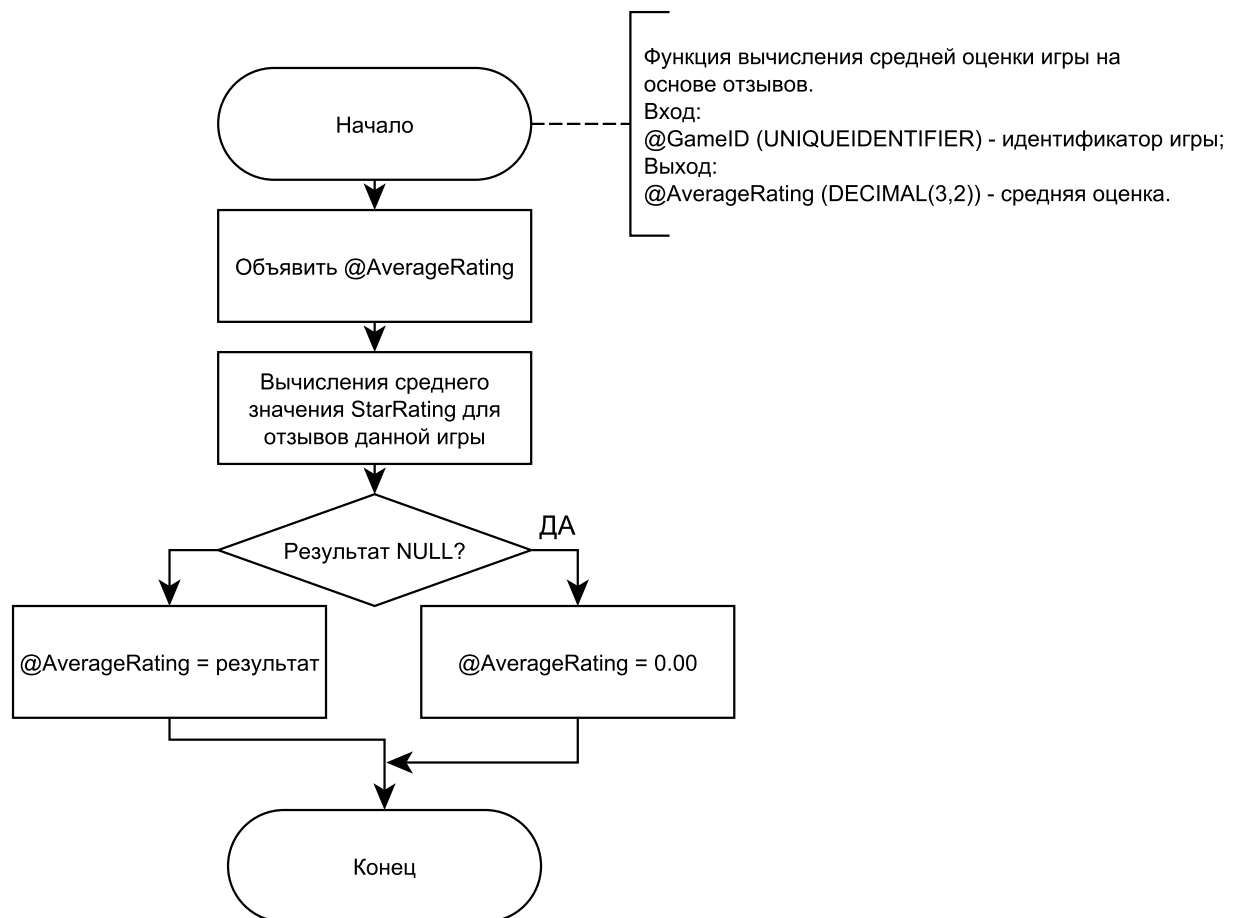 Функция вычисления средней оценки игры на
основе отзывов.
Вход:
@GameID (UNIQUEIDENTIFIER) - идентификатор игры;
Выход:
@AverageRating (DECIMAL(3,2)) - средняя оценка.
Начало
Объявить @AverageRating
Вычисления среднего
значения StarRating для
отзывов данной игры
ДА
Результат NULL?
@AverageRating = результат
@AverageRating = 0.00
Конец